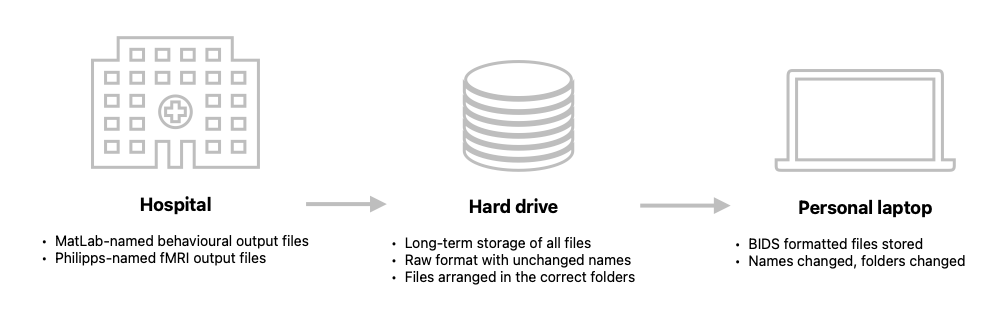 Hospital
• MatLab-named behavioural output files
• Philipps-named fMRI output files
Hard drive
• Long-term storage of all files
• Raw format with unchanged names
• Files arranged in the correct folders
Personal laptop
• BIDS formatted files stored
• Names changed, folders changed